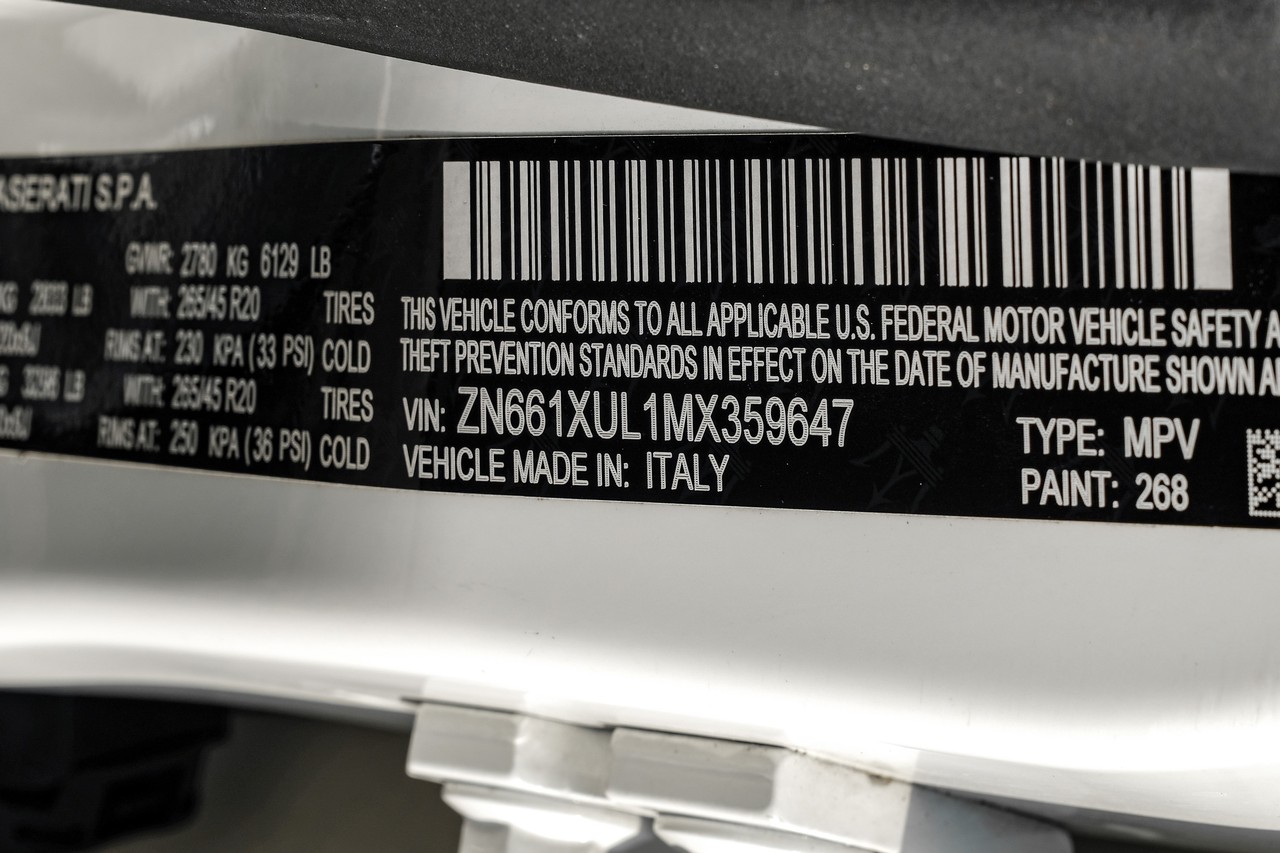 ASERATI S.P.A.
GVWR: 2780 KG 6129 LB
KG LB WITH: 265/45 R20 TIRES
RIMS AT: 230 KPA (33 PSI) COLD
LB WITH: 265/45 R20 TIRES
RIMS AT: 250 KPA (36 PSI) COLD
THIS VEHICLE CONFORMS TO ALL APPLICABLE U.S. FEDERAL MOTOR VEHICLE SAFETY A
THEFT PREVENTION STANDARDS IN EFFECT ON THE DATE OF MANUFACTURE SHOWN A
VIN: ZN661XUL1MX359647
VEHICLE MADE IN: ITALY
TYPE: MPV
PAINT: 268